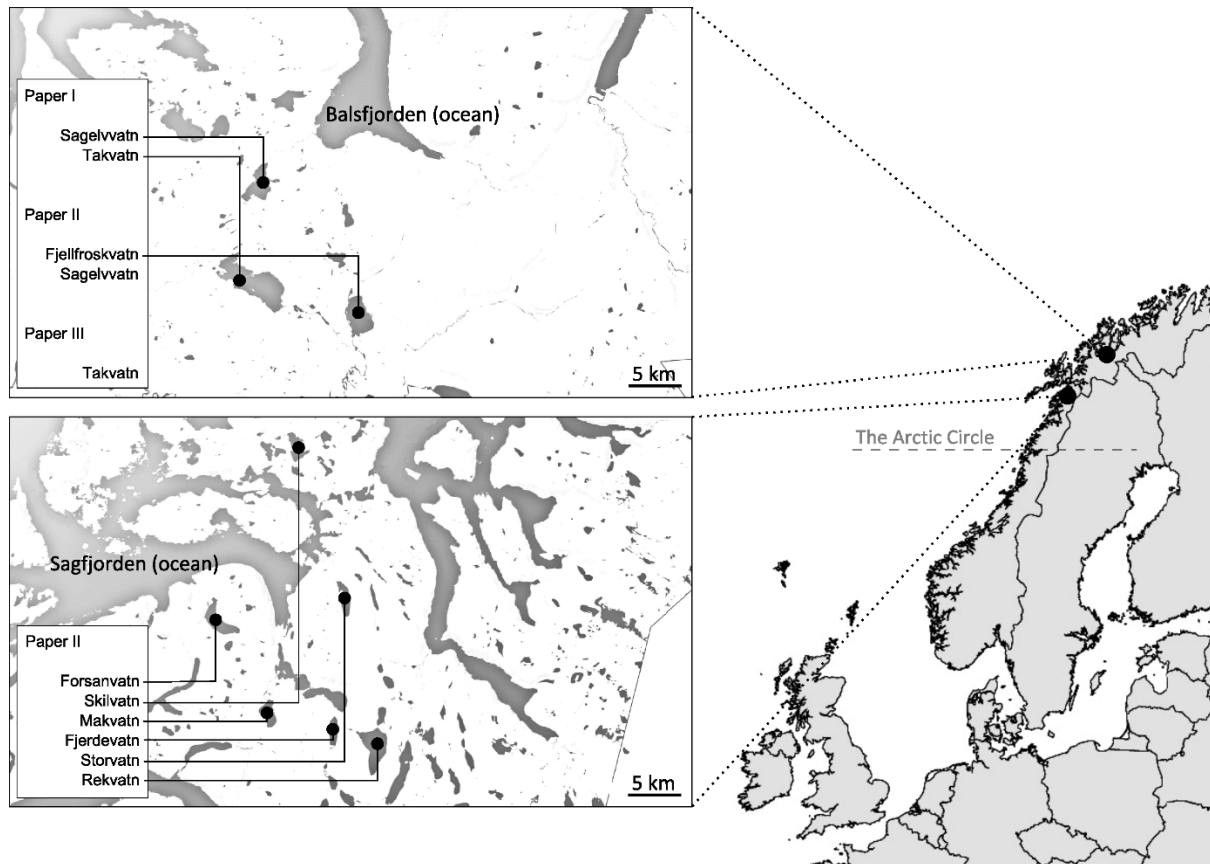 Paper I
Sagelvvatn
Takvatn
Paper II
Fjellfroskvatn
Sagelvvatn
Paper III
Takvatn
Balsfjorden (ocean)
5 km
The Arctic Circle
Sagfjorden (ocean)
Paper II
Forsanvatn
Skilvatn
Makvatn
Fjerdevatn
Storvatn
Rekvatn
5 km